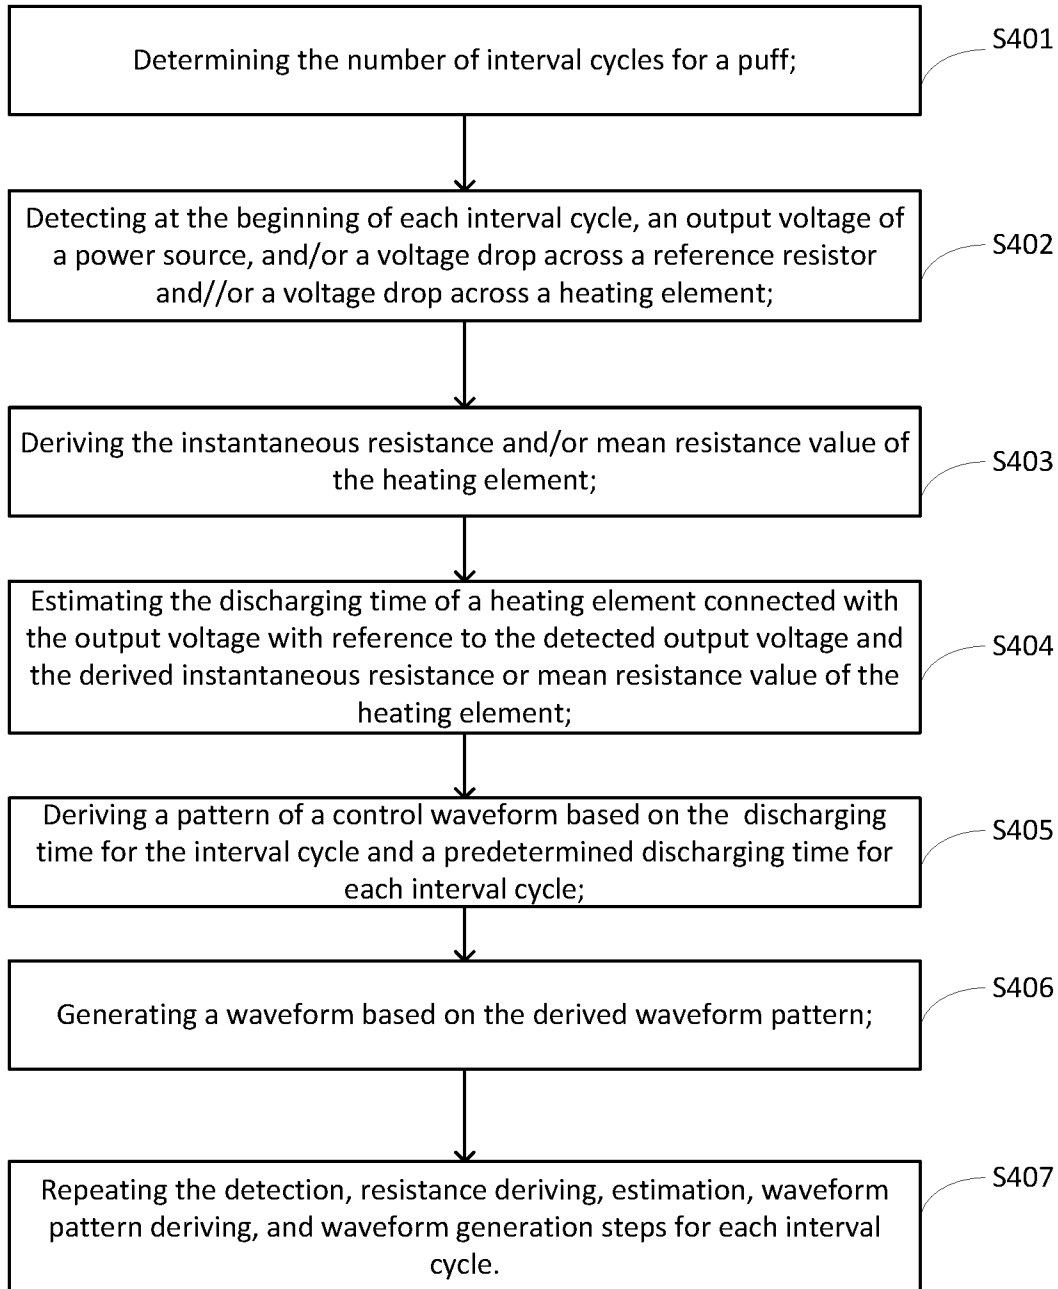 Determining the number of interval cycles for a puff;
S401
Detecting at the beginning of each interval cycle, an output voltage of
a power source, and/or a voltage drop across a reference resistor
and//or a voltage drop across a heating element;
S402
Deriving the instantaneous resistance and/or mean resistance value of
the heating element;
S403
Estimating the discharging time of a heating element connected with
the output voltage with reference to the detected output voltage and
the derived instantaneous resistance or mean resistance value of the
heating element;
S404
Deriving a pattern of a control waveform based on the discharging
time for the interval cycle and a predetermined discharging time for
each interval cycle;
S405
Generating a waveform based on the derived waveform pattern;
S406
Repeating the detection, resistance deriving, estimation, waveform
pattern deriving, and waveform generation steps for each interval
cycle.
S407